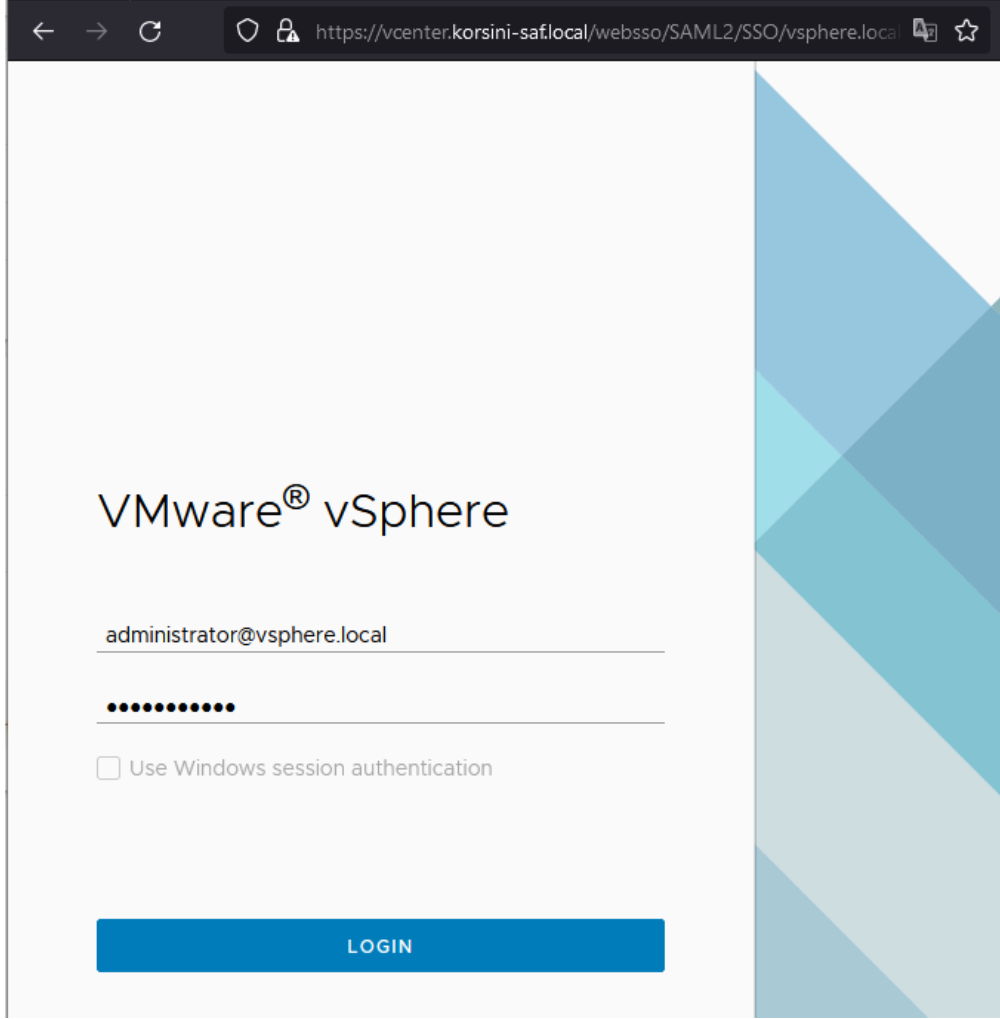 https://vcenter.korsini-saf.local/websso/SAML2/SSO/vsphere.loca
VMware® vSphere
administrator@vsphere.local
•••••••••••
Use Windows session authentication
LOGIN